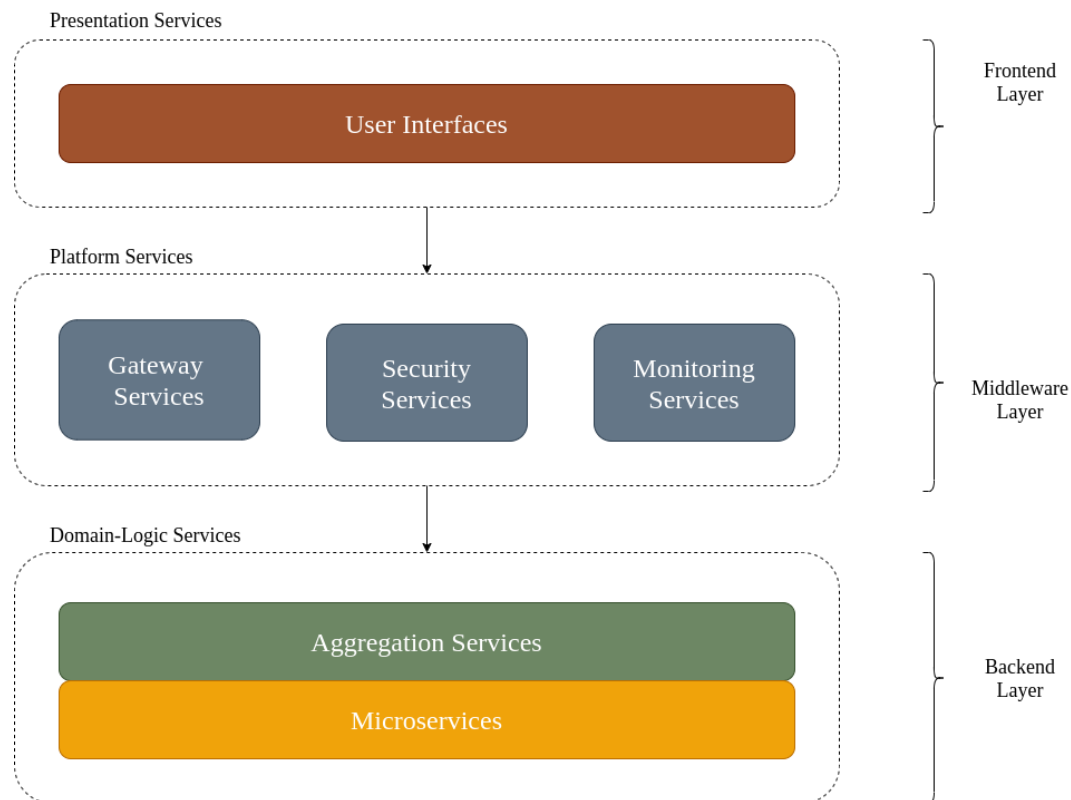 Presentation Services
Frontend
Layer
User Interfaces
Platform Services
Gateway
Services
Security
Services
Monitoring
Services
Middleware
Layer
Domain-Logic Services
Aggregation Services
Microservices
Backend
Layer